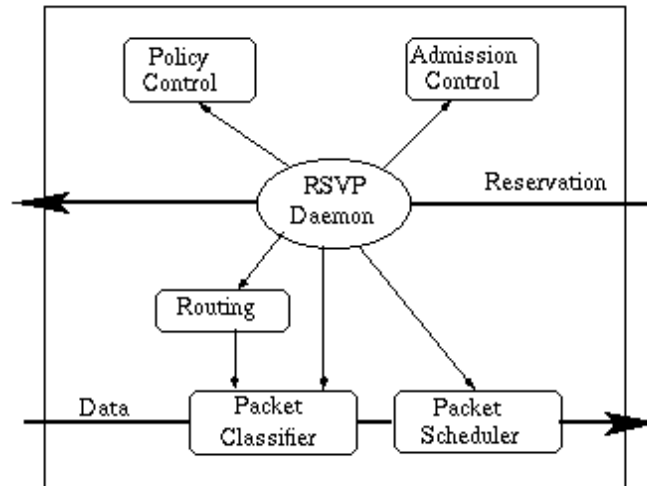 Policy
Control
Admission
Control
RSVP
Daemon
Reservation
Routing
Data
Packet
Classifier
Packet
Scheduler